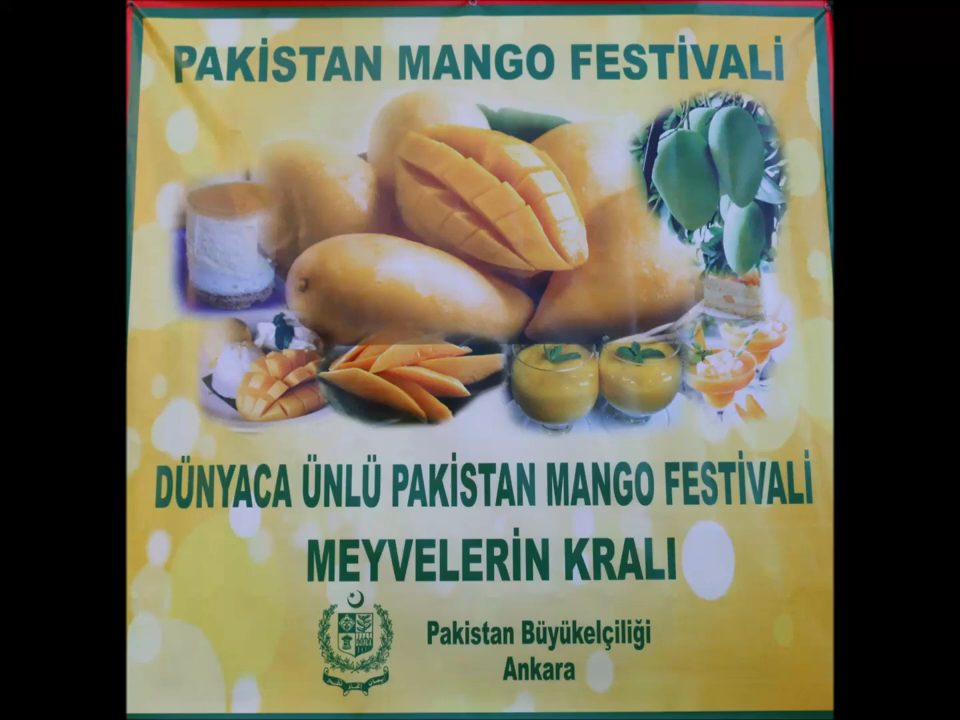 PAKİSTAN MANGO FESTİVALİ
DÜNYACA ÜNLÜ PAKİSTAN MANGO FESTİVALİ
MEYVELERİN KRALI
Pakistan Büyükelçiliği
Ankara